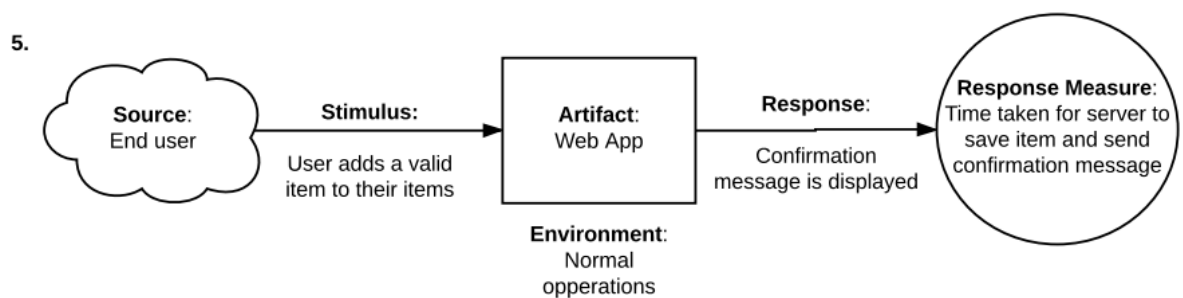 5.
Source:
End user
Stimulus:
User adds a valid
item to their items
Artifact:
Web App
Environment:
Normal
opperations
Response:
Confirmation
message is displayed
Response Measure:
Time taken for server to
save item and send
confirmation message